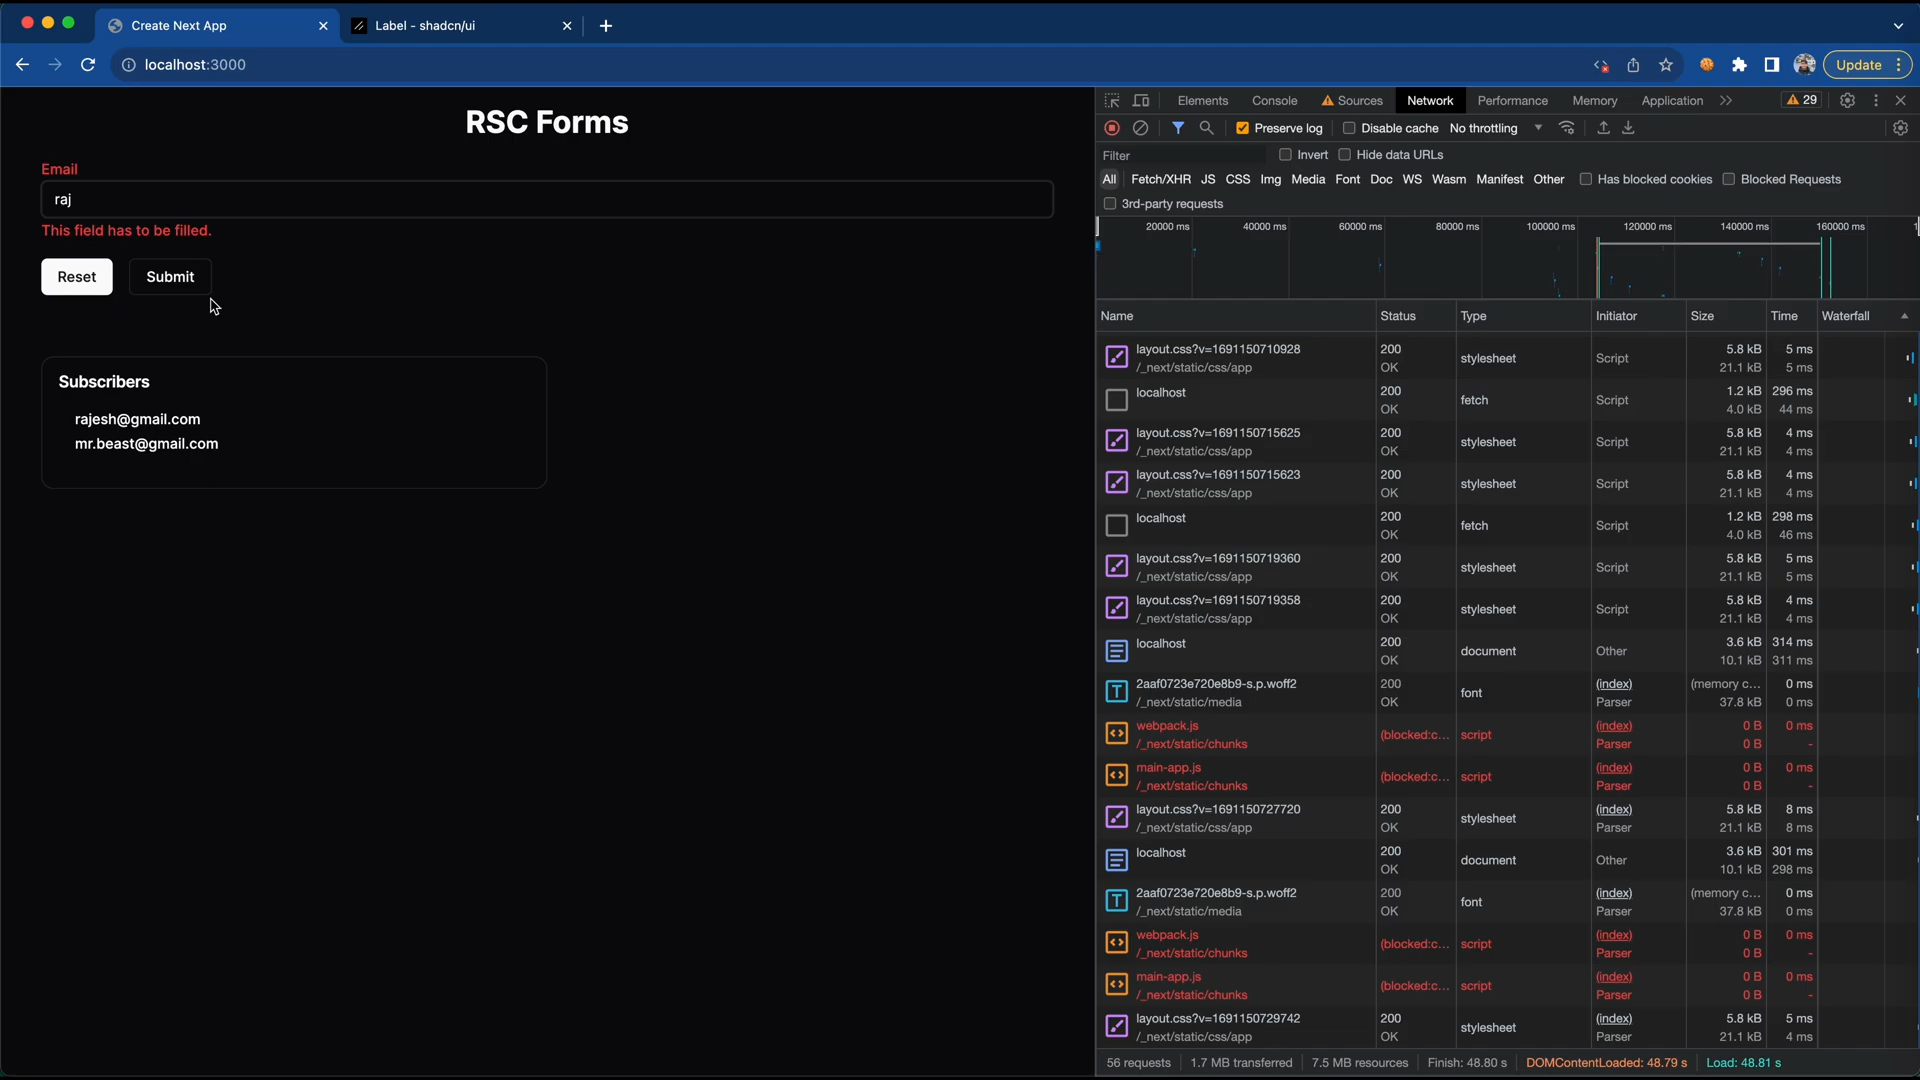 Create Next App
Label - shadcn/ui
localhost:3000
Update
RSC Forms
Email
raj
This field has to be filled.
Reset
Submit
Subscribers
rajesh@gmail.com
mr.beast@gmail.com
Elements Console Sources Network Performance Memory Application 29
Preserve log Disable cache No throttling
Filter Invert Hide data URLs
All Fetch/XHR JS CSS Img Media Font Doc WS Wasm Manifest Other Has blocked cookies Blocked Requests
3rd-party requests
20000 ms 40000 ms 60000 ms 80000 ms 100000 ms 120000 ms 140000 ms 160000 ms
Name Status Type Initiator Size Time Waterfall
layout.css?v=1691150710928 200 stylesheet Script 5.8 kB 5 ms
/_next/static/css/app OK 21.1 kB 5 ms
localhost 200 fetch Script 1.2 kB 296 ms
OK 4.0 kB 44 ms
layout.css?v=1691150715625 200 stylesheet Script 5.8 kB 4 ms
/_next/static/css/app OK 21.1 kB 4 ms
layout.css?v=1691150715623 200 stylesheet Script 5.8 kB 4 ms
/_next/static/css/app OK 21.1 kB 4 ms
localhost 200 fetch Script 1.2 kB 298 ms
OK 4.0 kB 46 ms
layout.css?v=1691150719360 200 stylesheet Script 5.8 kB 5 ms
/_next/static/css/app OK 21.1 kB 5 ms
layout.css?v=1691150719358 200 stylesheet Script 5.8 kB 4 ms
/_next/static/css/app OK 21.1 kB 4 ms
localhost 200 document Other 3.6 kB 314 ms
OK 10.1 kB 311 ms
2aaf0723e720e8b9-s.p.woff2 200 font (index) (memory c... 0 ms
/_next/static/media OK Parser 37.8 kB 0 ms
webpack.js (blocked:c... script (index) 0 B 0 ms
/_next/static/chunks Parser 0 B -
main-app.js (blocked:c... script (index) 0 B 0 ms
/_next/static/chunks Parser 0 B -
layout.css?v=1691150727720 200 stylesheet (index) 5.8 kB 8 ms
/_next/static/css/app OK Parser 21.1 kB 8 ms
localhost 200 document Other 3.6 kB 301 ms
OK 10.1 kB 298 ms
2aaf0723e720e8b9-s.p.woff2 200 font (index) (memory c... 0 ms
/_next/static/media OK Parser 37.8 kB 0 ms
webpack.js (blocked:c... script (index) 0 B 0 ms
/_next/static/chunks Parser 0 B -
main-app.js (blocked:c... script (index) 0 B 0 ms
/_next/static/chunks Parser 0 B -
layout.css?v=1691150729742 200 stylesheet (index) 5.8 kB 5 ms
/_next/static/css/app OK Parser 21.1 kB 4 ms
56 requests 1.7 MB transferred 7.5 MB resources Finish: 48.80 s DOMContentLoaded: 48.79 s Load: 48.81 s